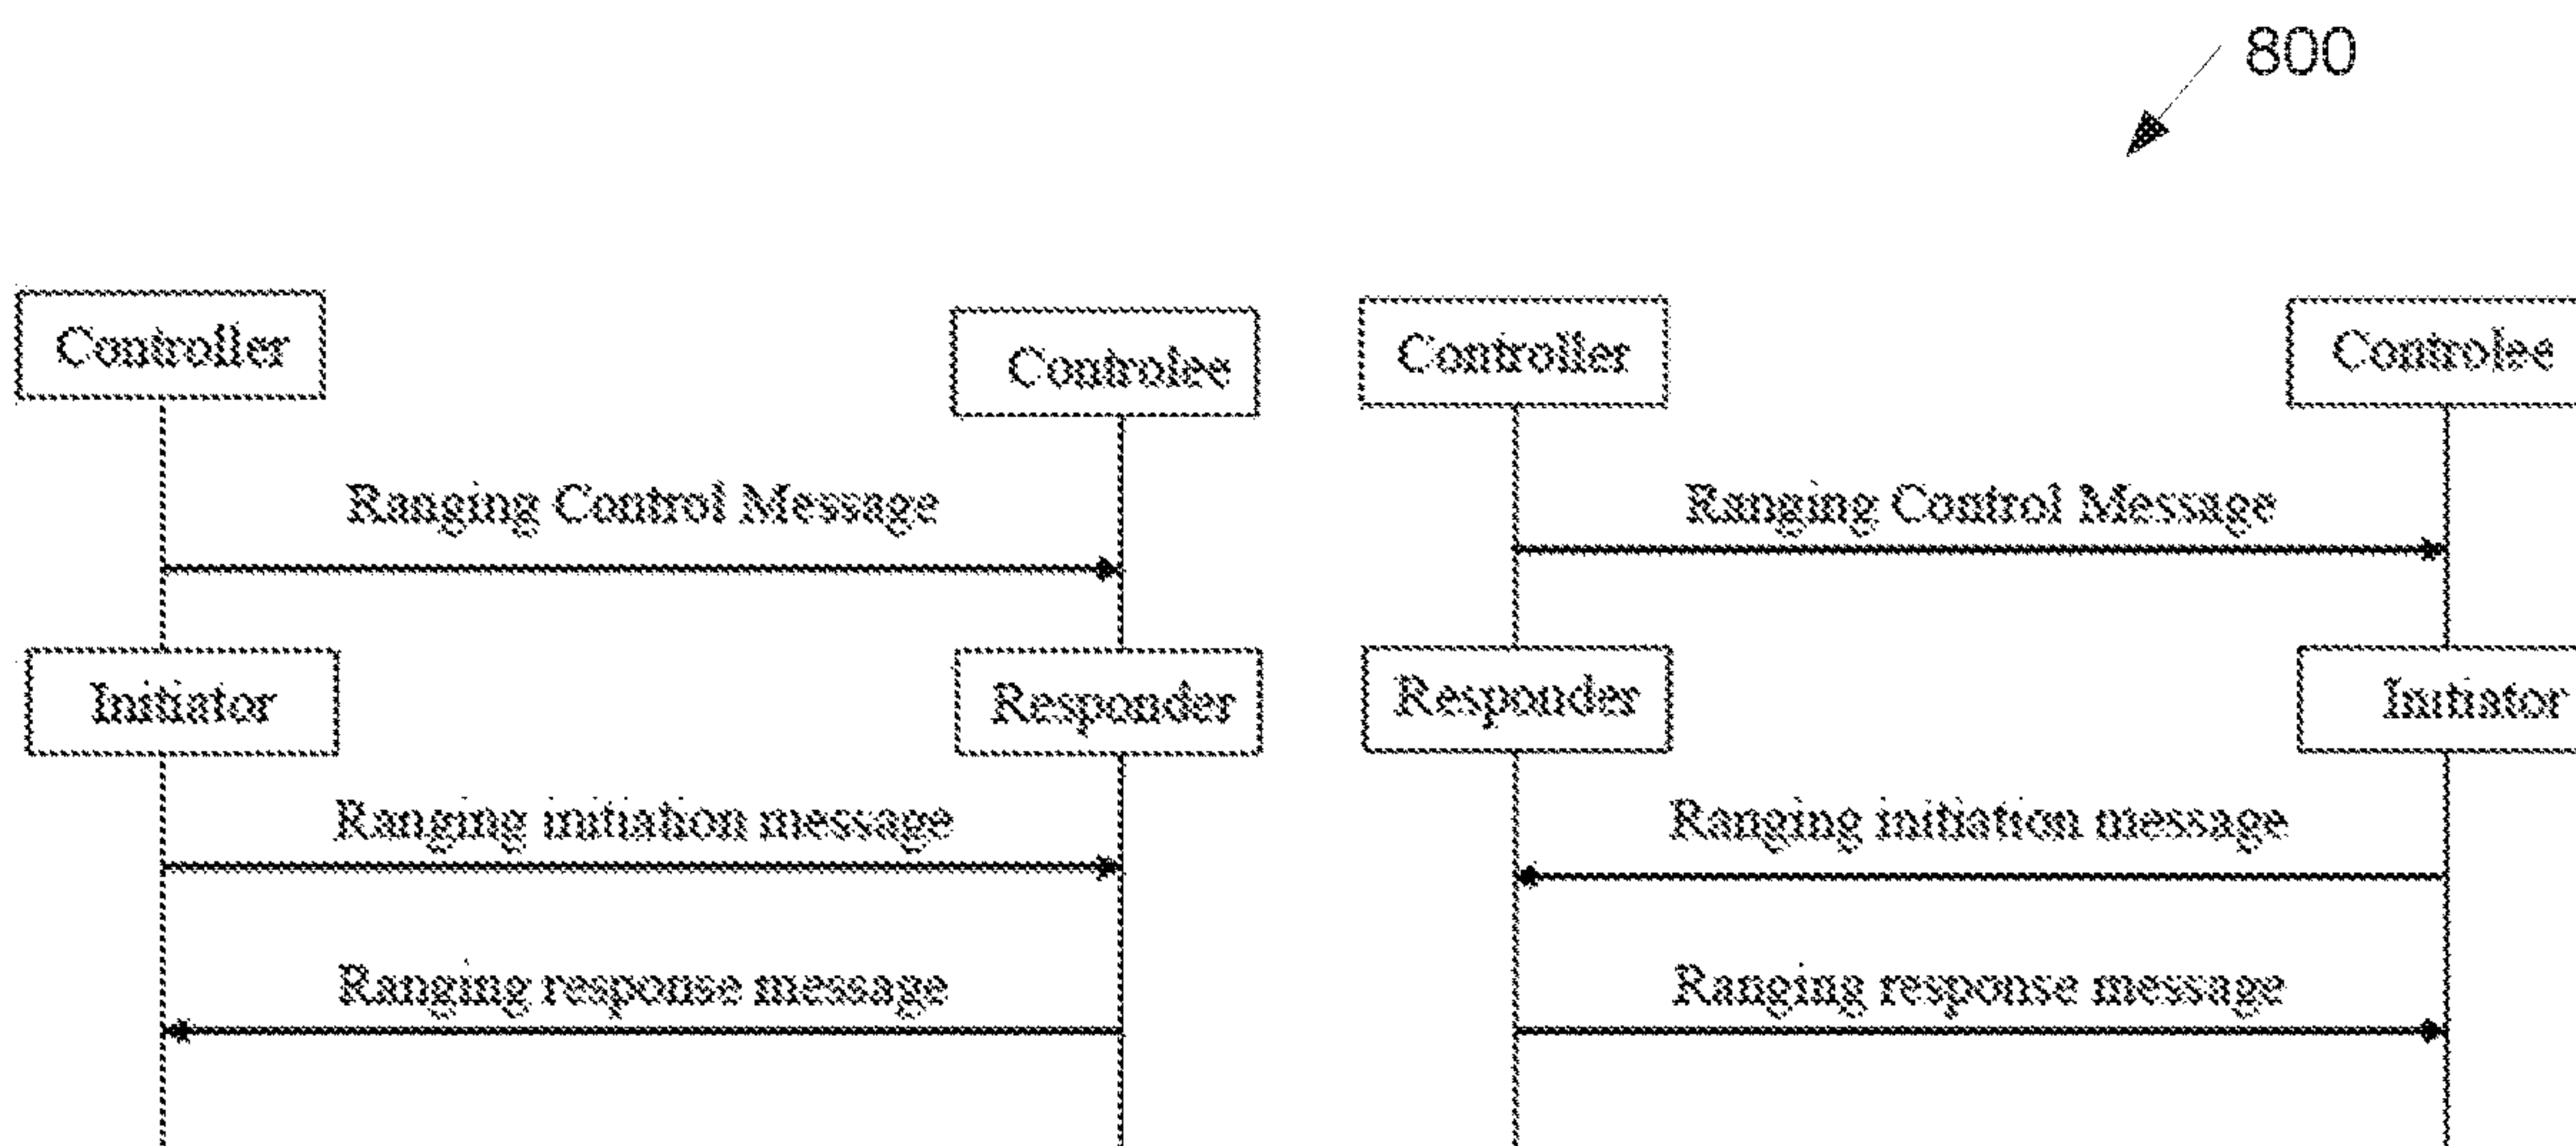 800
Controller
Controlee
Ranging Control Message
Initiator
Responder
Ranging initiation message
Ranging response message
Controller
Controlee
Ranging Control Message
Responder
Initiator
Ranging initiation message
Ranging response message